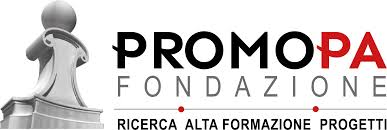 PROMOPA
FONDAZIONE
RICERCA ALTA FORMAZIONE PROGETTI